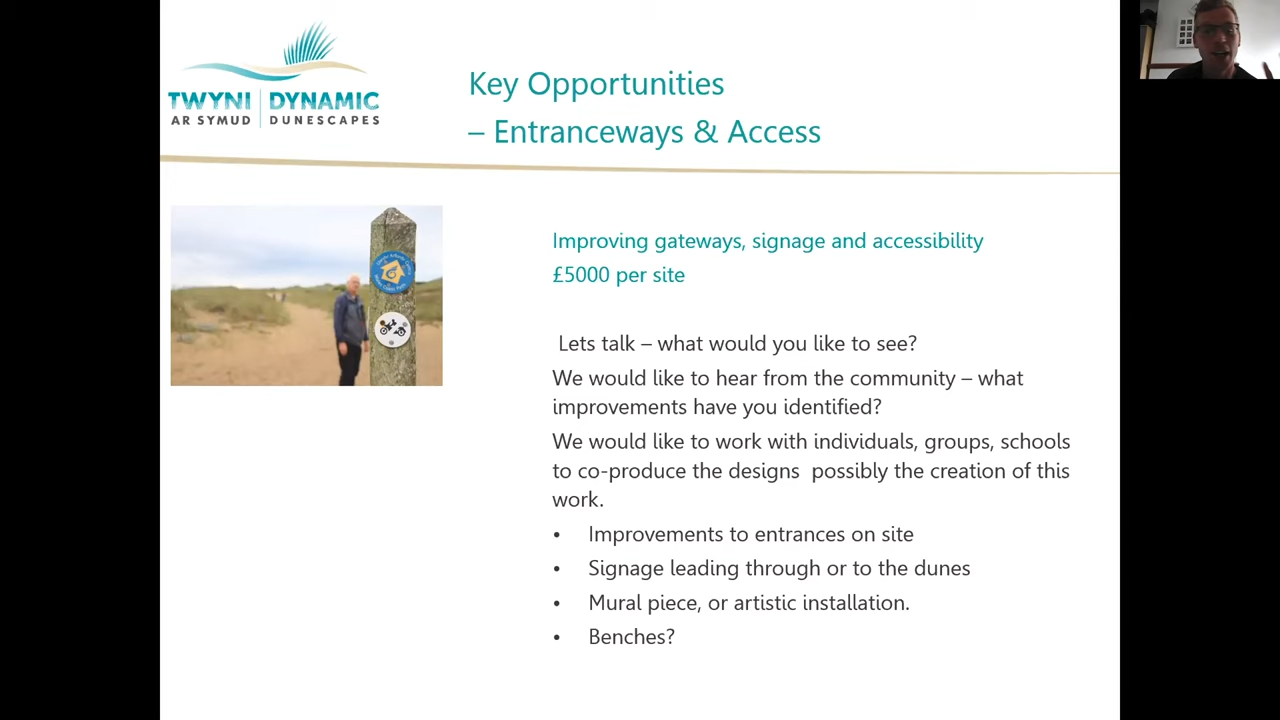 TWYNI DYNAMIC
AR SYMUD DUNESCAPES
Key Opportunities
– Entranceways & Access
Improving gateways, signage and accessibility
£5000 per site
Lets talk – what would you like to see?
We would like to hear from the community – what
improvements have you identified?
We would like to work with individuals, groups, schools
to co-produce the designs possibly the creation of this
work.
• Improvements to entrances on site
• Signage leading through or to the dunes
• Mural piece, or artistic installation.
• Benches?